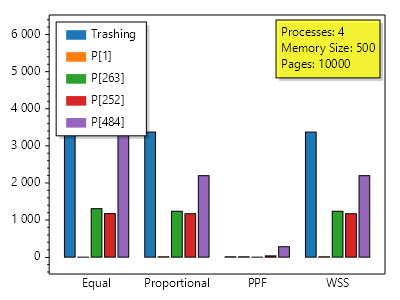 6 000
5 000
4 000
3 000
2 000
1 000
0
Trashing
P[1]
P[263]
P[252]
P[484]
Processes: 4
Memory Size: 500
Pages: 10000
Equal
Proportional
PPF
WSS